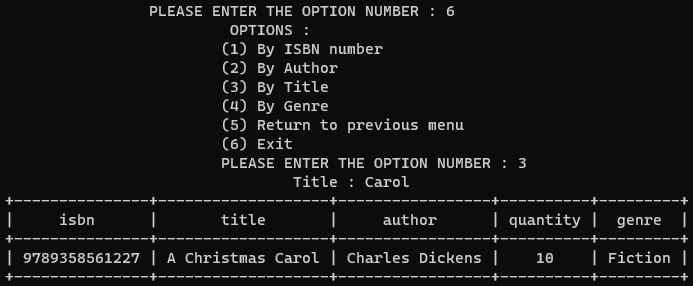 PLEASE ENTER THE OPTION NUMBER : 6
OPTIONS :
(1) By ISBN number
(2) By Author
(3) By Title
(4) By Genre
(5) Return to previous menu
(6) Exit
PLEASE ENTER THE OPTION NUMBER : 3
Title : Carol
+---------------+-------------------+-----------------+----------+---------+
|     isbn      |       title       |     author      | quantity |  genre  |
+---------------+-------------------+-----------------+----------+---------+
| 9789358561227 | A Christmas Carol | Charles Dickens |    10    | Fiction |
+---------------+-------------------+-----------------+----------+---------+